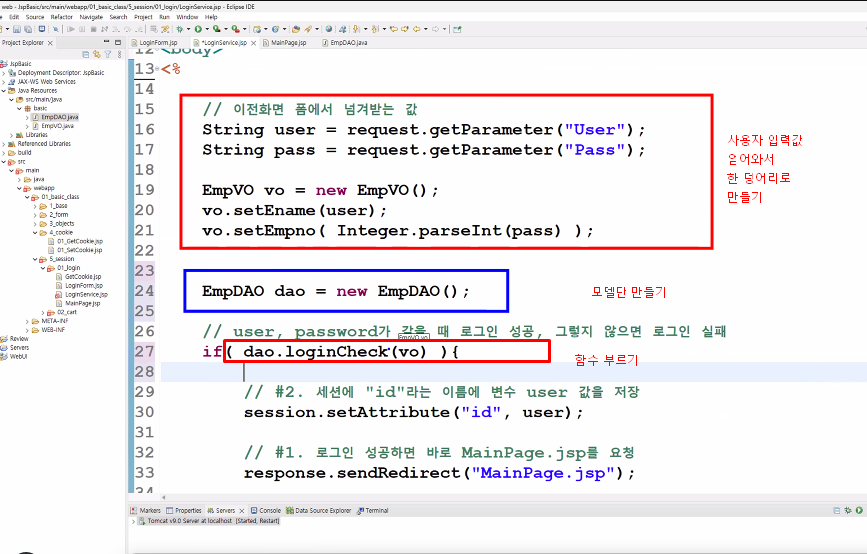 web - JspBasic/src/main/webapp/01_basic_class/5_session/01_login/LoginService.jsp - Eclipse IDE
Edit Source Refactor Navigate Search Project Run Window Help
Project Explorer
LoginForm.jsp
*LoginService.jsp
MainPage.jsp
EmpDAO.java
JspBasic
Deployment Descriptor: JspBasic
JAX-WS Web Services
Java Resources
src/main/java
basic
EmpDAO.java
EmpVO.java
Libraries
Referenced Libraries
build
src
main
java
webapp
01_basic_class
1_base
2_form
3_objects
4_cookie
01_GetCookie.jsp
01_SetCookie.jsp
5_session
01_login
GetCookie.jsp
LoginForm.jsp
LoginService.jsp
MainPage.jsp
02_cart
META-INF
WEB-INF
Review
Servers
WebUI
12 <body>
13 <%
14
15 // 이전화면 폼에서 넘겨받는 값
16 String user = request.getParameter("User");
17 String pass = request.getParameter("Pass");
18
19 EmpVO vo = new EmpVO();
20 vo.setEname(user);
21 vo.setEmpno( Integer.parseInt(pass) );
22
23
24 EmpDAO dao = new EmpDAO();
25
26 // user, password가 같을 때 로그인 성공, 그렇지 않으면 로그인 실패
EmpVO vo
27 if( dao.loginCheck(vo) ){
28
29 // #2. 세션에 "id"라는 이름에 변수 user 값을 저장
30 session.setAttribute("id", user);
31
32 // #1. 로그인 성공하면 바로 MainPage.jsp를 요청
33 response.sendRedirect("MainPage.jsp");
34
사용자 입력값
얻어와서
한 덩어리로
만들기
모델단 만들기
함수 부르기
Markers
Properties
Servers
Console
Data Source Explorer
Terminal
Tomcat v9.0 Server at localhost [Started, Restart]